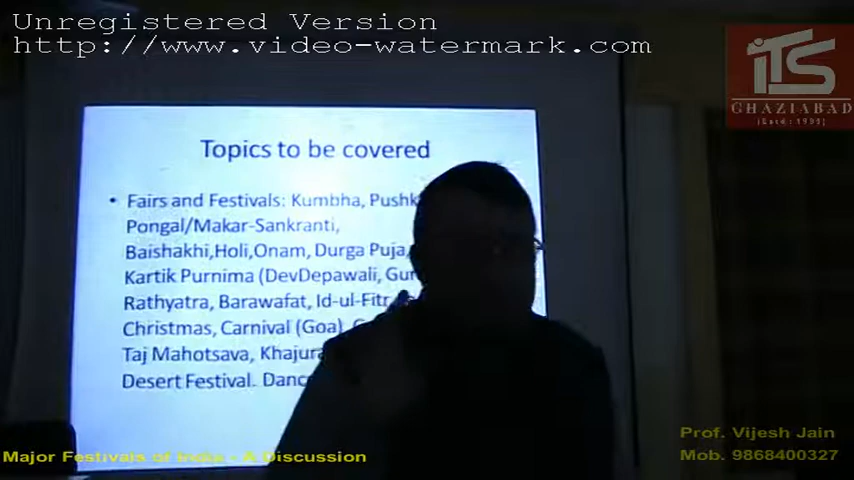 Unregistered Version
http://www.video-watermark.com
iTS
GHAZIABAD
(Estd : 1995)
Topics to be covered
• Fairs and Festivals: Kumbha, Pushk
Pongal/Makar-Sankranti,
Baishakhi,Holi,Onam, Durga Puja,
Kartik Purnima (DevDepawali, Gur
Rathyatra, Barawafat, Id-ul-Fitr,
Christmas, Carnival (Goa), G
Taj Mahotsava, Khajura
Desert Festival. Danc
Prof. Vijesh Jain
Major Festivals of India - A Discussion
Mob. 9868400327